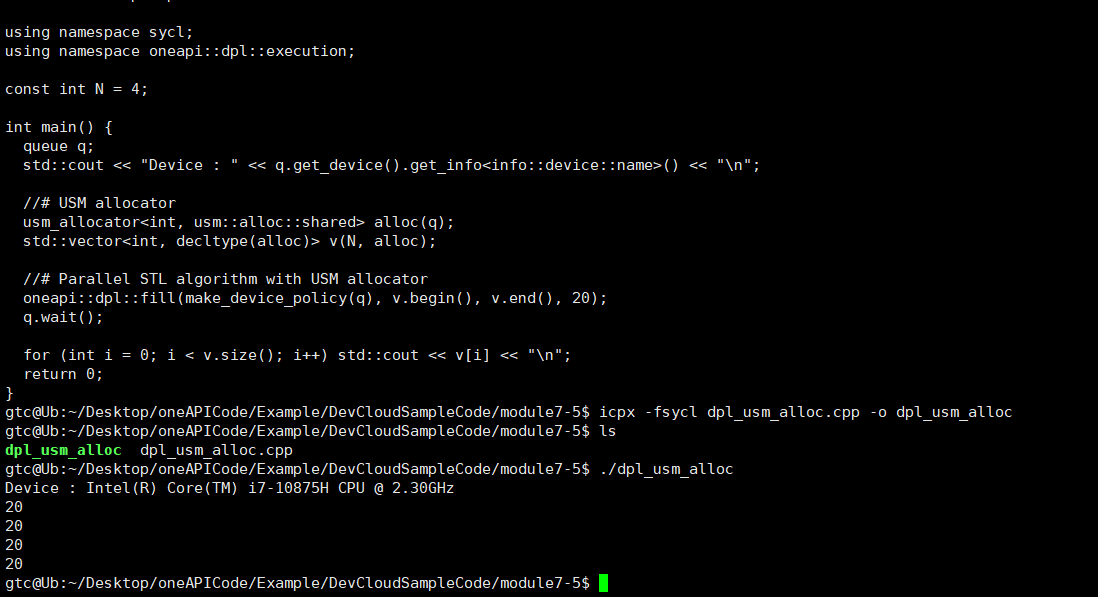 using namespace sycl;
using namespace oneapi::dpl::execution;

const int N = 4;

int main() {
  queue q;
  std::cout << "Device : " << q.get_device().get_info<info::device::name>() << "\n";

  //# USM allocator
  usm_allocator<int, usm::alloc::shared> alloc(q);
  std::vector<int, decltype(alloc)> v(N, alloc);

  //# Parallel STL algorithm with USM allocator
  oneapi::dpl::fill(make_device_policy(q), v.begin(), v.end(), 20);
  q.wait();

  for (int i = 0; i < v.size(); i++) std::cout << v[i] << "\n";
  return 0;
}
gtc@Ub:~/Desktop/oneAPICode/Example/DevCloudSampleCode/module7-5$ icpx -fsycl dpl_usm_alloc.cpp -o dpl_usm_alloc
gtc@Ub:~/Desktop/oneAPICode/Example/DevCloudSampleCode/module7-5$ ls
dpl_usm_alloc  dpl_usm_alloc.cpp
gtc@Ub:~/Desktop/oneAPICode/Example/DevCloudSampleCode/module7-5$ ./dpl_usm_alloc
Device : Intel(R) Core(TM) i7-10875H CPU @ 2.30GHz
20
20
20
20
gtc@Ub:~/Desktop/oneAPICode/Example/DevCloudSampleCode/module7-5$